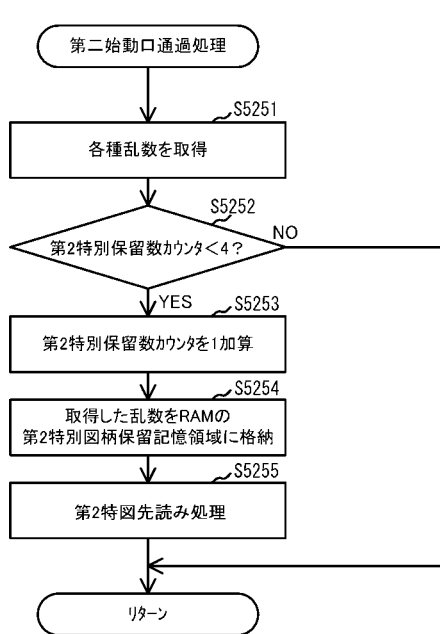 第二始動口通過処理
S5251
各種乱数を取得
S5252
第2特別保留数ｶｳﾝﾀ＜4？
NO
YES
S5253
第2特別保留数ｶｳﾝﾀを1加算
S5254
取得した乱数をRAMの
第2特別図柄保留記憶領域に格納
S5255
第2特図先読み処理
ﾘﾀｰﾝ